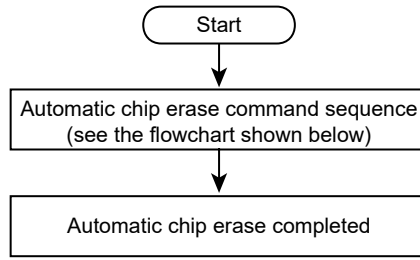 Start
Automatic chip erase command sequence
(see the flowchart shown below)
Automatic chip erase completed